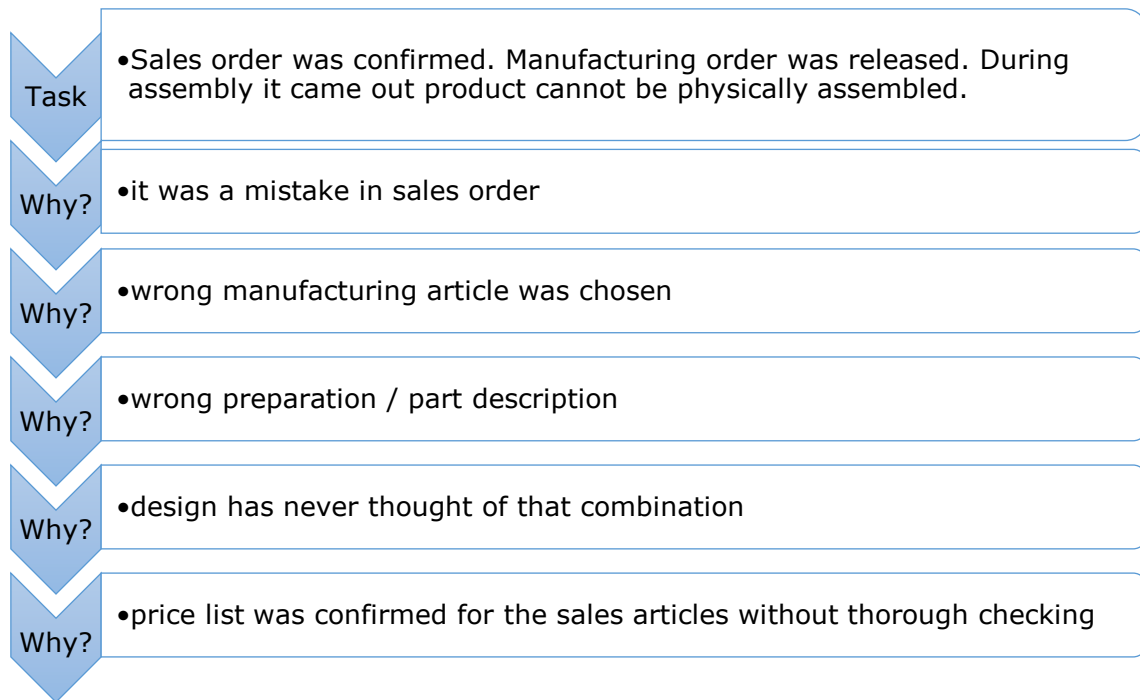 Task
•Sales order was confirmed. Manufacturing order was released. During
assembly it came out product cannot be physically assembled.
Why?
•it was a mistake in sales order
Why?
•wrong manufacturing article was chosen
Why?
•wrong preparation / part description
Why?
•design has never thought of that combination
Why?
•price list was confirmed for the sales articles without thorough checking